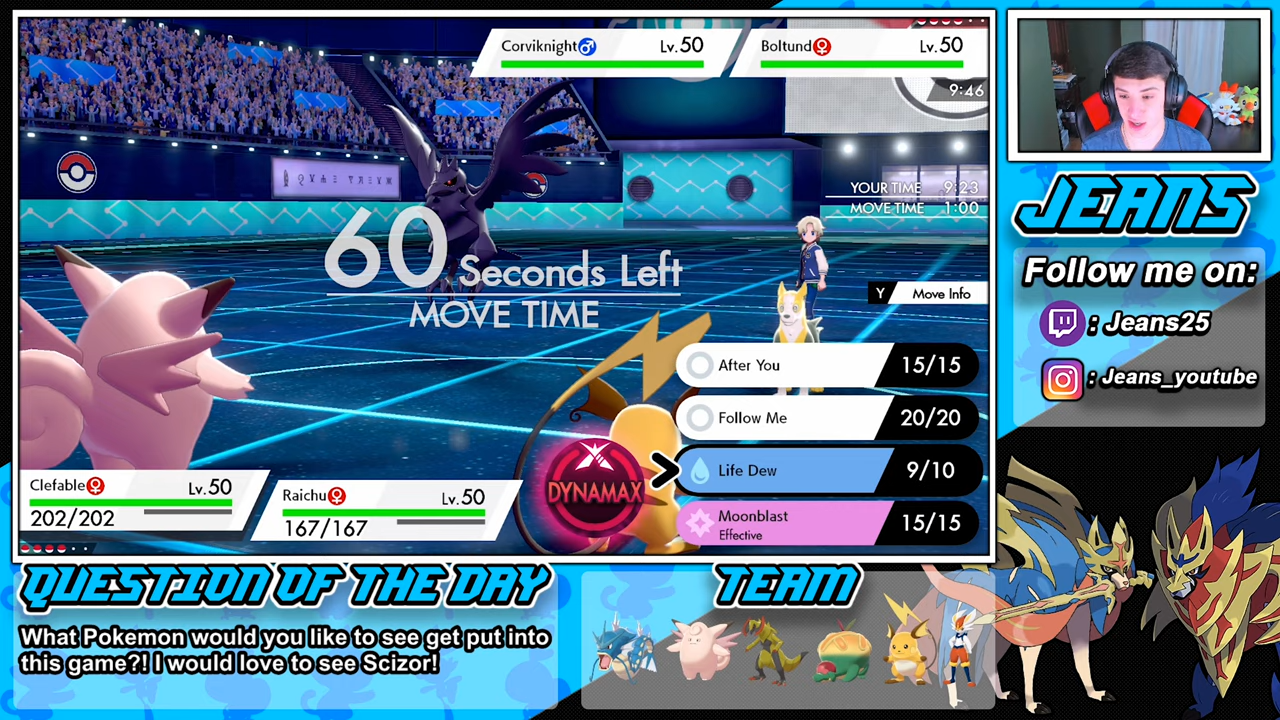 Corviknight Lv. 50
Boltund Lv. 50
9:46
YOUR TIME 9:23
MOVE TIME 1:00
60 Seconds Left
MOVE TIME
Y Move Info
After You 15/15
Follow Me 20/20
Life Dew 9/10
Moonblast 15/15
Effective
DYNAMAX
Clefable Lv. 50
202/202
Raichu Lv. 50
167/167
JEANS
Follow me on:
: Jeans25
: Jeans_youtube
QUESTION OF THE DAY
What Pokemon would you like to see get put into
this game?! I would love to see Scizor!
TEAM